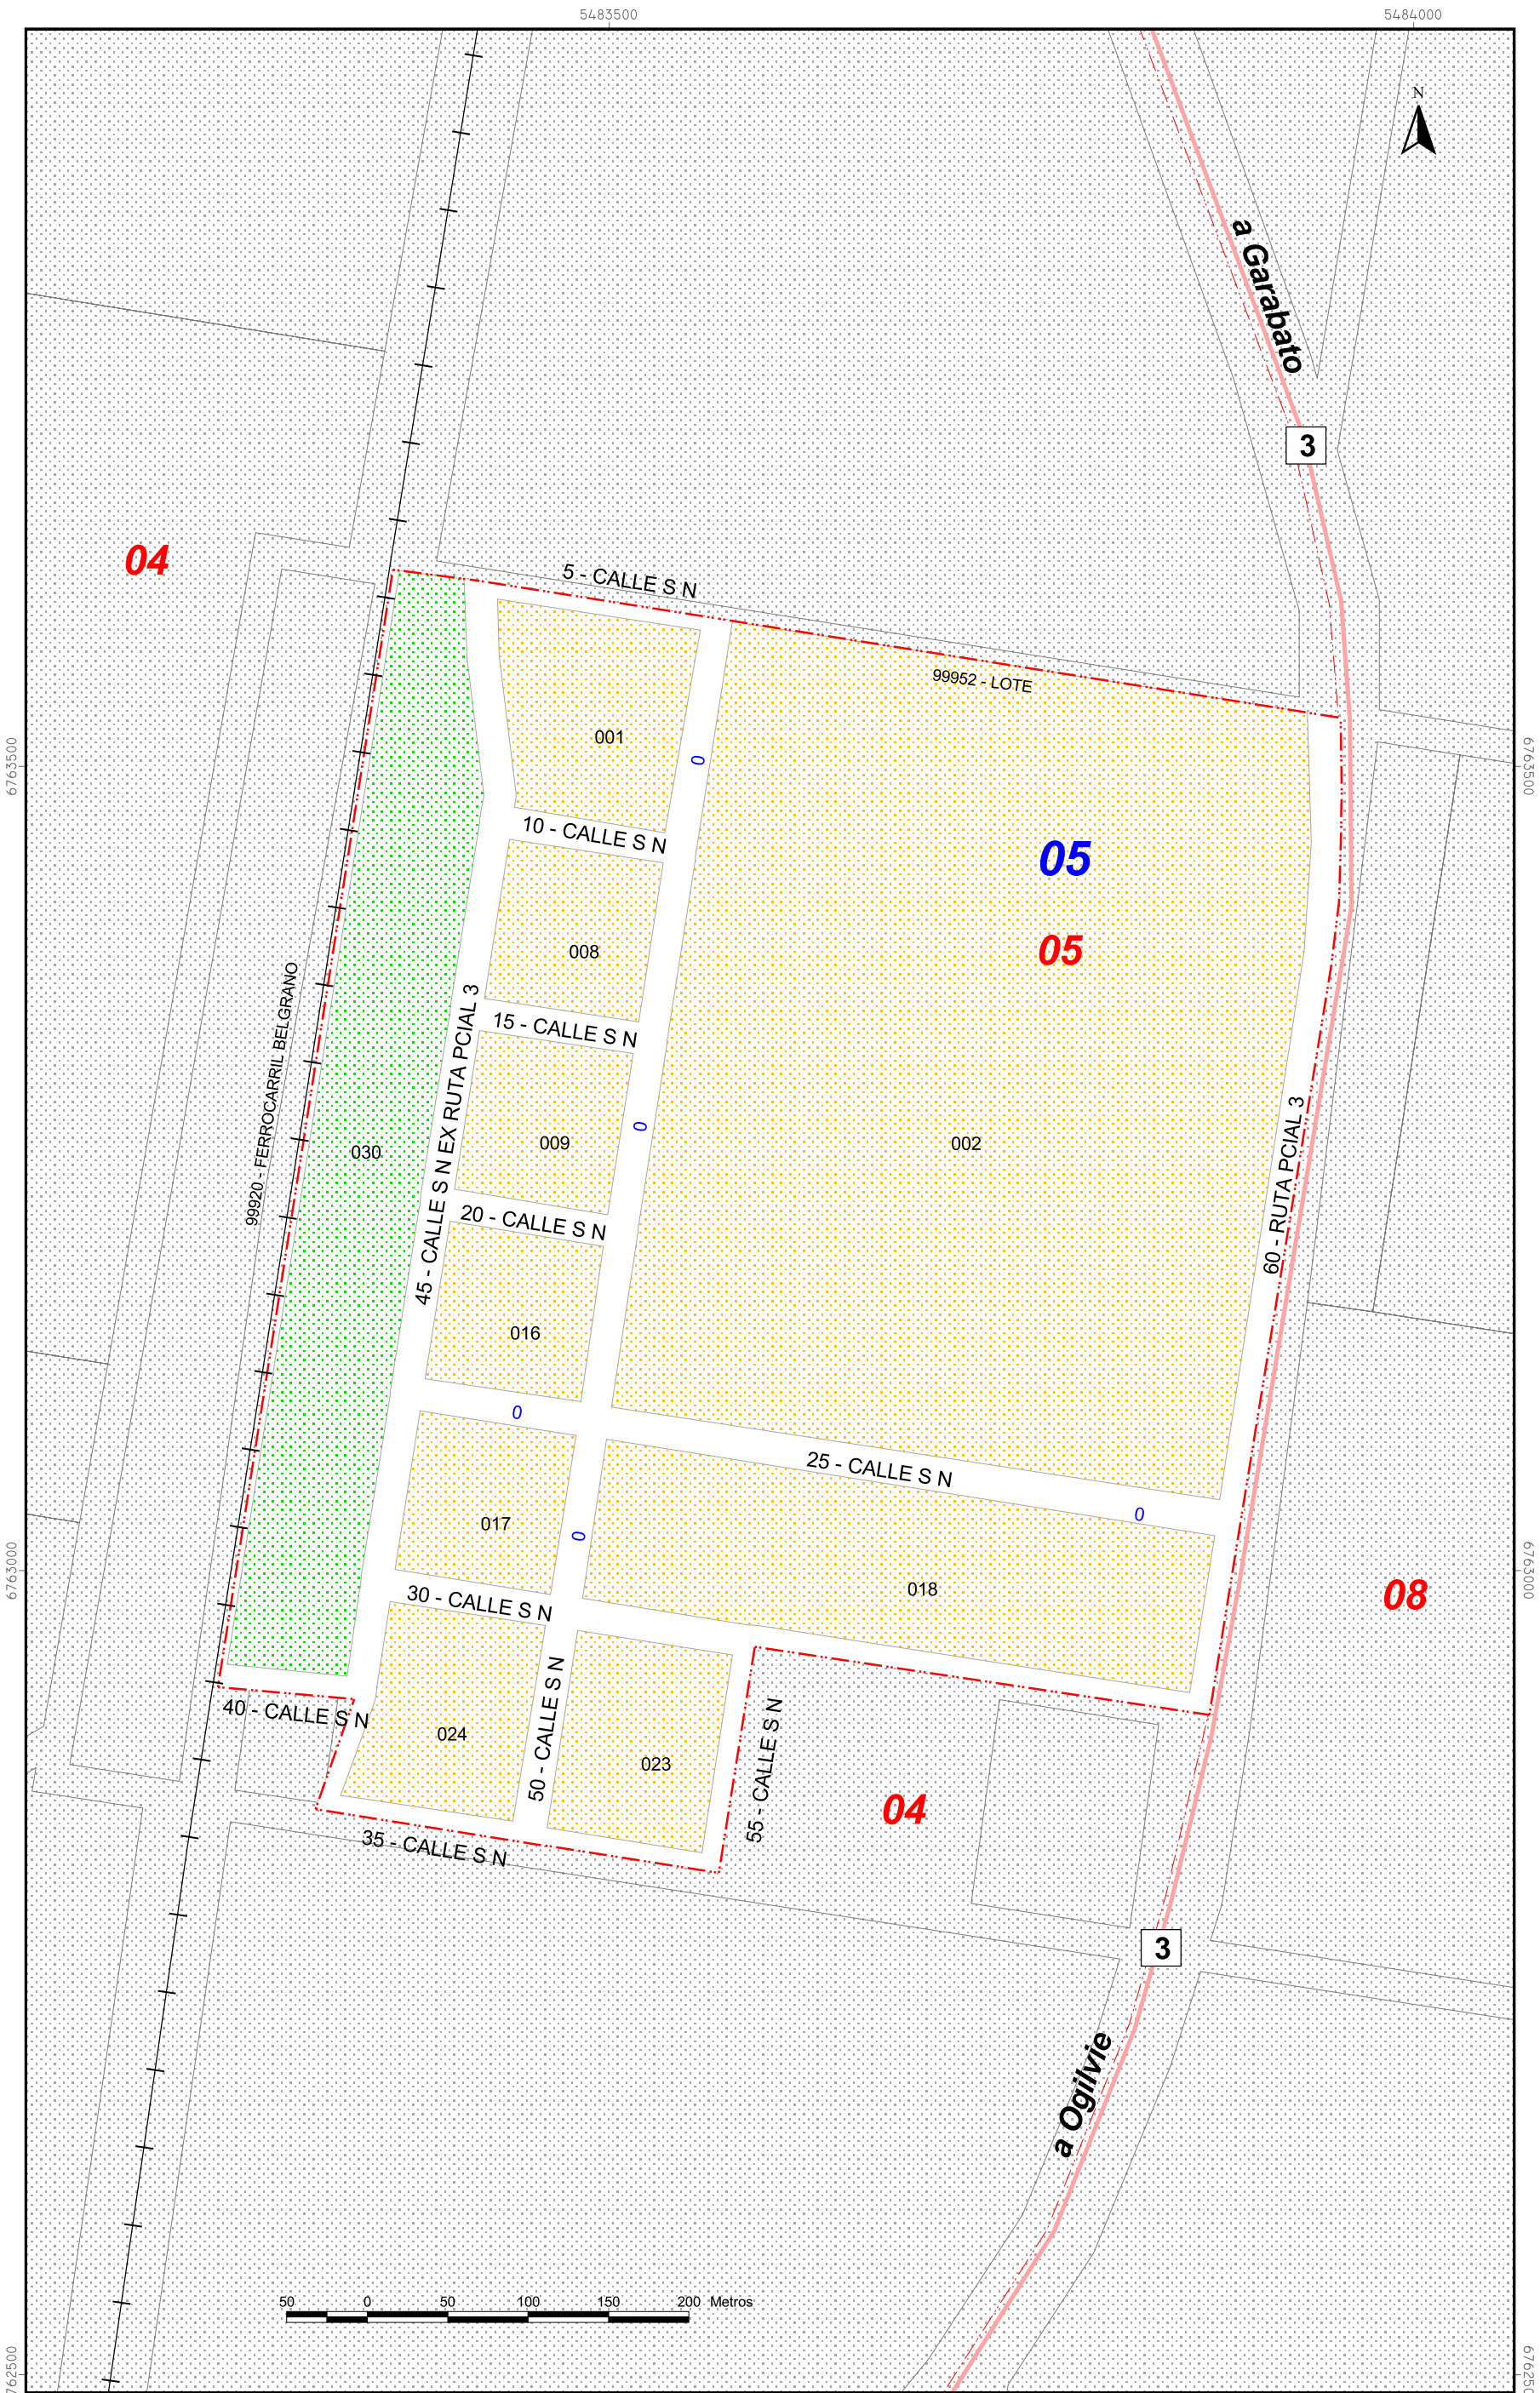 5483500
5484000
N
a Garabato
3
04
5 - CALLE S N
99952 - LOTE
001
0
6763500
6763500
10 - CALLE S N
05
008
05
99920 - FERROCARRIL BELGRANO
45 - CALLE S N EX RUTA PCIAL 3
15 - CALLE S N
0
009
002
030
60 - RUTA PCIAL 3
20 - CALLE S N
016
0
25 - CALLE S N
0
017
0
6763000
6763000
018
30 - CALLE S N
08
40 - CALLE S N
024
50 - CALLE S N
023
55 - CALLE S N
04
35 - CALLE S N
3
a Ogilvie
50 0 50 100 150 200 Metros
762500
676250